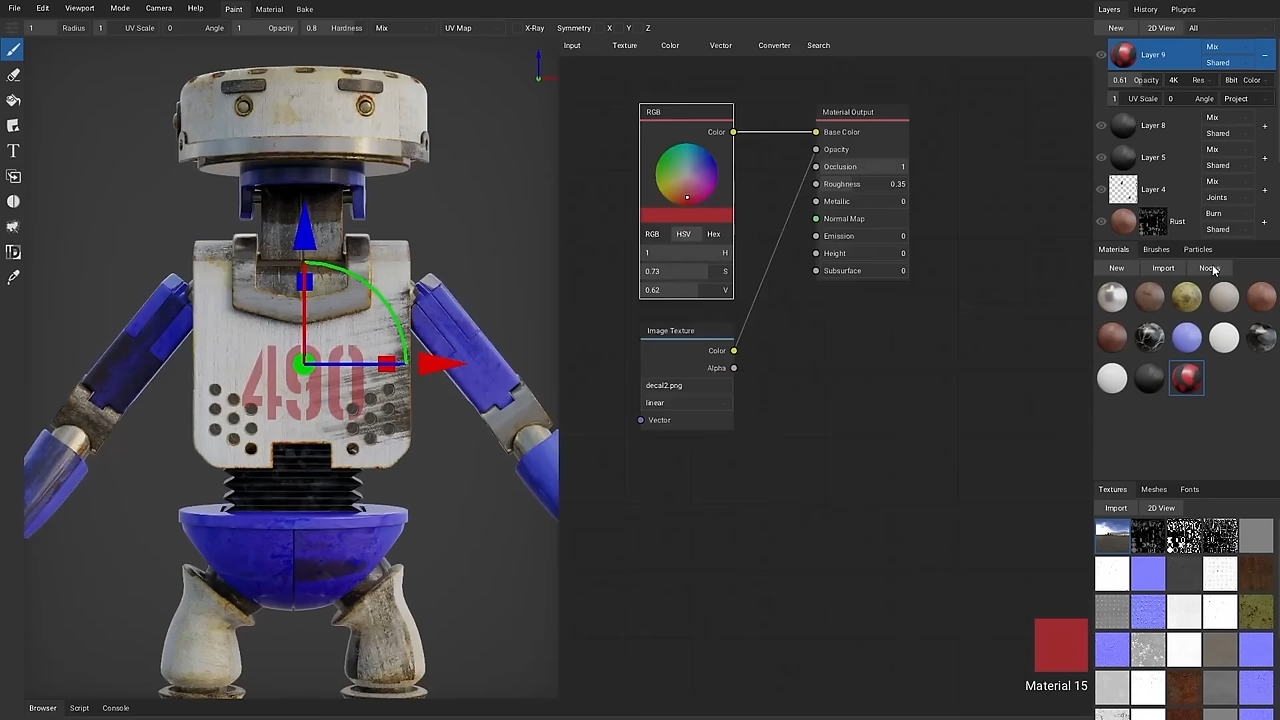 File Edit Viewport Mode Camera Help Paint Material Bake
1 Radius 1 UV Scale 0 Angle 1 Opacity 0.8 Hardness Mix UV Map X-Ray Symmetry X Y Z
Input Texture Color Vector Converter Search
RGB
Color
RGB HSV Hex
1 H
0.73 S
0.62 V
Image Texture
Color
Alpha
decal2.png
linear
Vector
Material Output
Base Color
Opacity
Occlusion 1
Roughness 0.35
Metallic 0
Normal Map
Emission 0
Height 0
Subsurface 0
490
Material 15
Layers History Plugins
New 2D View All
Layer 9 Mix
Shared
0.61 Opacity 4K Res 8bit Color
1 UV Scale 0 Angle Project
Layer 8 Mix
Shared
Layer 5 Mix
Shared
Layer 4 Mix
Joints
Rust Burn
Shared
Materials Brushes Particles
New Import
Textures Meshes Fonts
Import 2D View
Browser Script Console